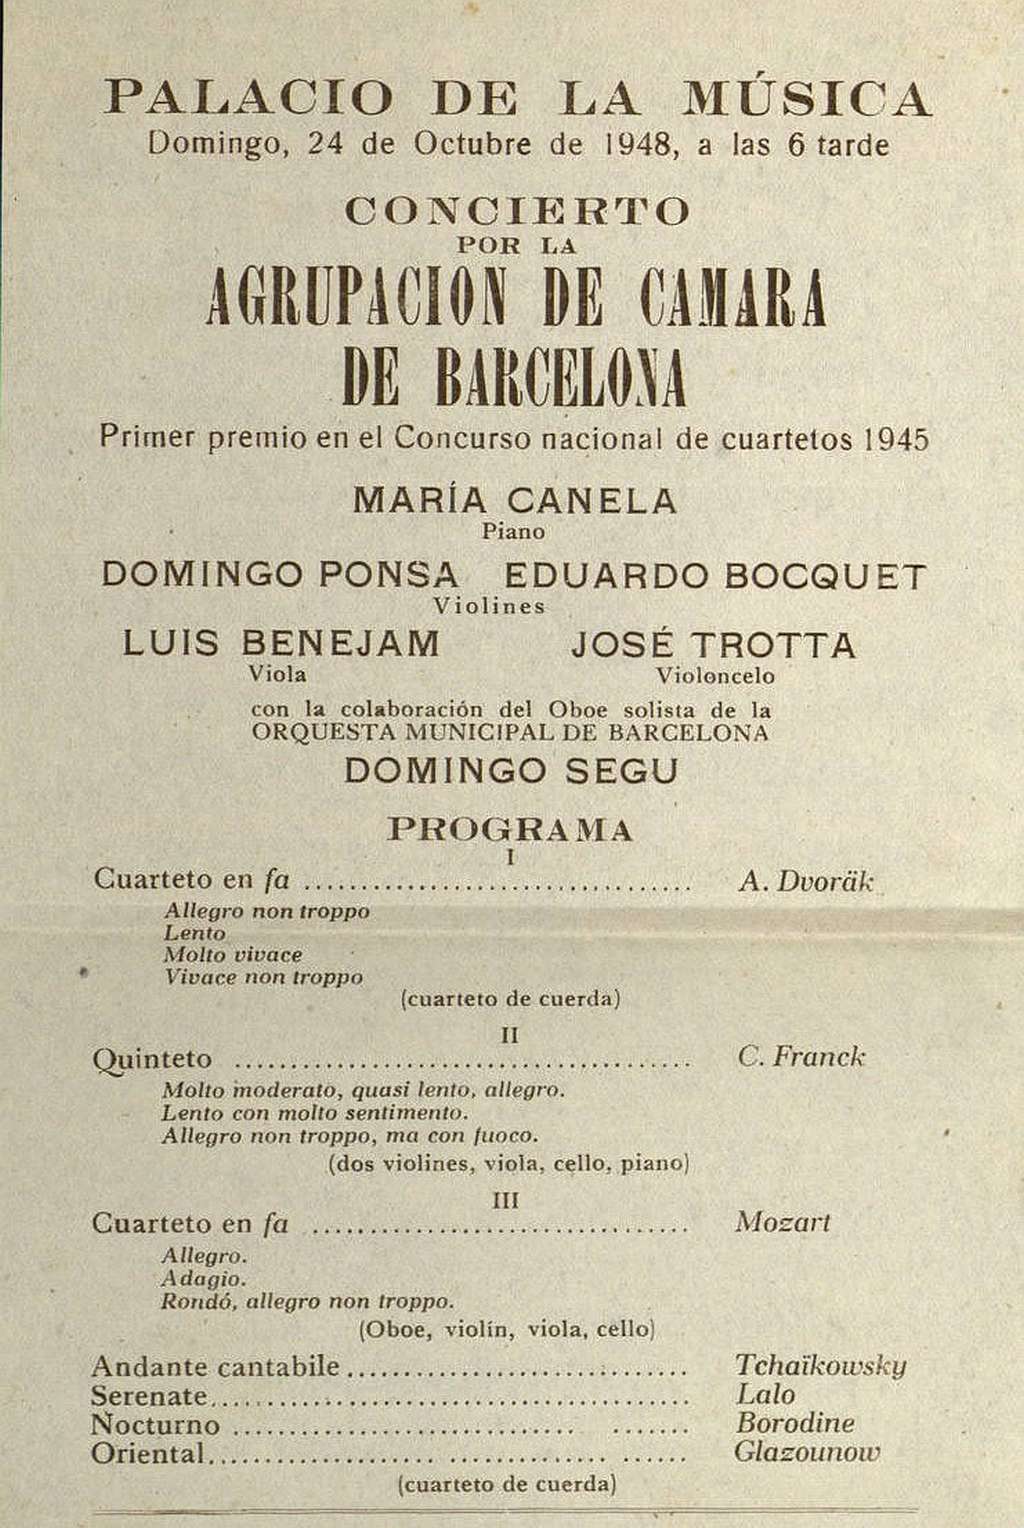 PALACIO DE LA MÚSICA
Domingo, 24 de Octubre de 1948, a las 6 tarde
CONCIERTO
POR LA
AGRUPACION DE CAMARA
DE BARCELONA
Primer premio en el Concurso nacional de cuartetos 1945
MARÍA CANELA
Piano
DOMINGO PONSA EDUARDO BOCQUET
Violines
LUIS BENEJAM JOSÉ TROTTA
Viola Violoncelo
con la colaboración del Oboe solista de la
ORQUESTA MUNICIPAL DE BARCELONA
DOMINGO SEGU
PROGRAMA
I
Cuarteto en fa .................................. A. Dvoräk
Allegro non troppo
Lento
Molto vivace
Vivace non troppo
(cuarteto de cuerda)
II
Quinteto ........................................ C. Franck
Molto moderato, quasi lento, allegro.
Lento con molto sentimento.
Allegro non troppo, ma con fuoco.
(dos violines, viola, cello, piano)
III
Cuarteto en fa ................................. Mozart
Allegro.
Adagio.
Rondó, allegro non troppo.
(Oboe, violín, viola, cello)
Andante cantabile.............................. Tchaïkowsky
Serenate.......................................... Lalo
Nocturno .............................. ....... Borodine
Oriental.................... .............. ...... Glazounow
(cuarteto de cuerda)